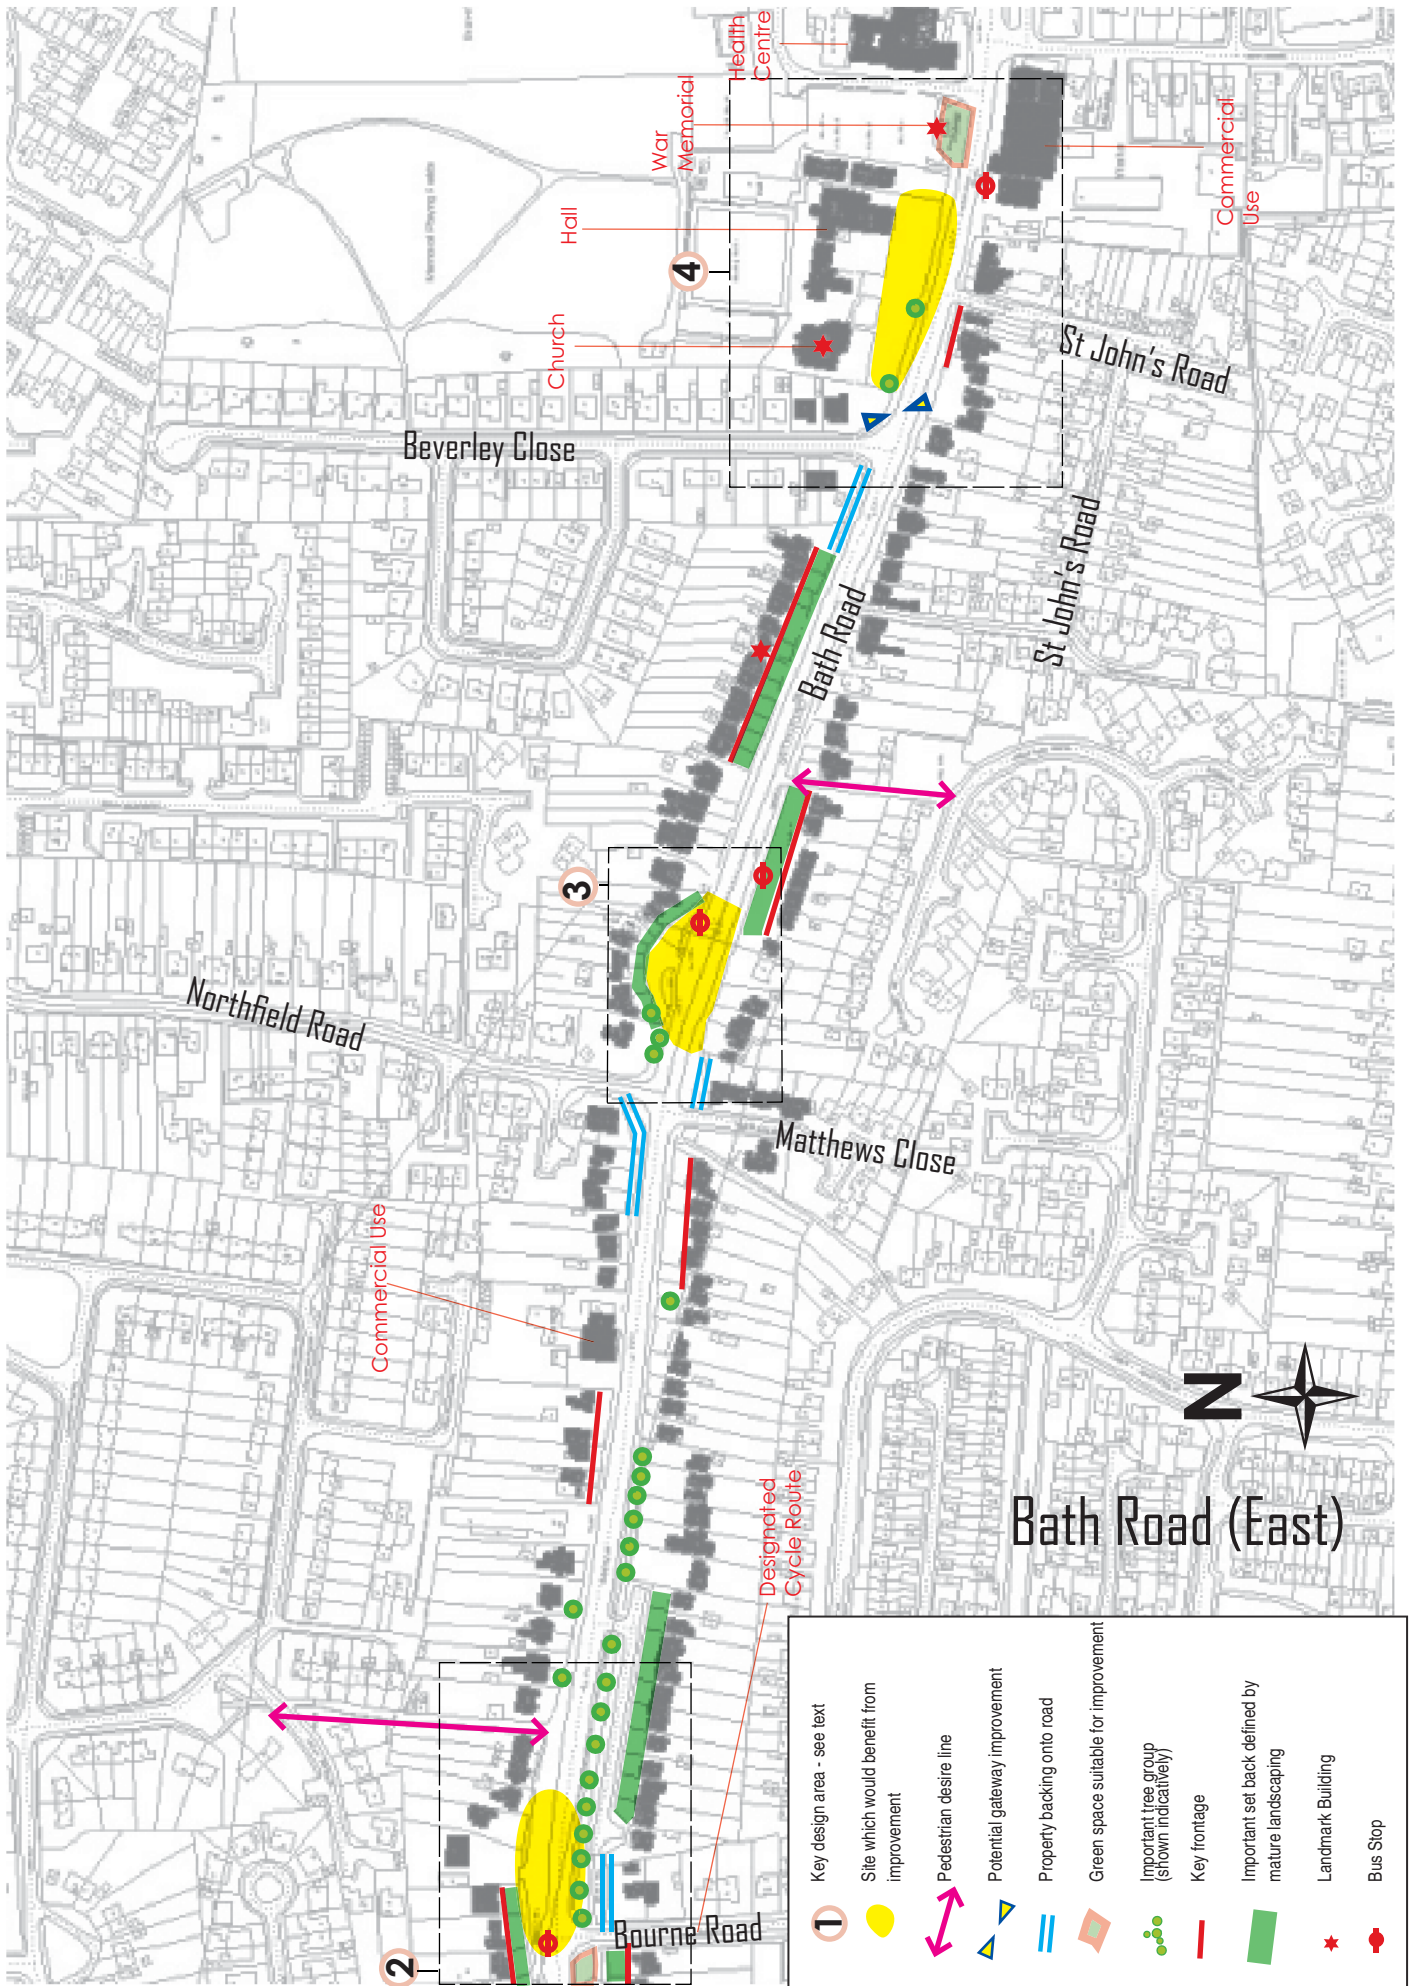 Health
Centre
War
Memorial
Hall
Church
4
Commercial
Use
St John's Road
Beverley Close
St John's Road
Bath Road
3
Northfield Road
Matthews Close
Commercial Use
N
Designated
Cycle Route
Bourne Road
2
Bath Road (East)
1
Key design area - see text
Site which would benefit from
improvement
Pedestrian desire line
Potential gateway improvement
Property backing onto road
Green space suitable for improvement
Important tree group
(shown indicatively)
Key frontage
Important set back defined by
mature landscaping
Landmark Building
Bus Stop